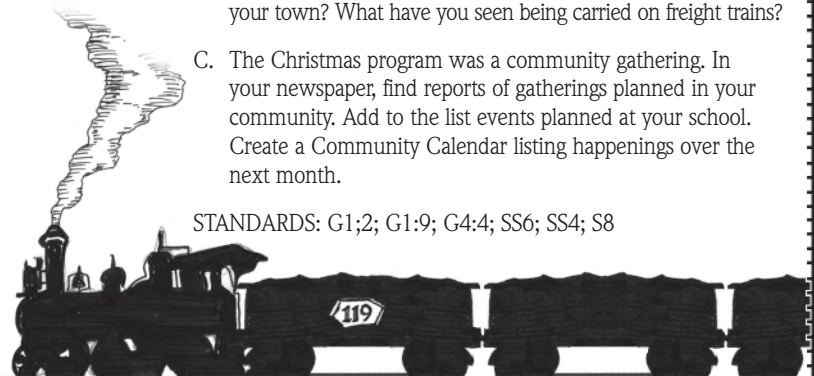 your town? What have you seen being carried on freight trains?
C. The Christmas program was a community gathering. In
your newspaper, find reports of gatherings planned in your
community. Add to the list events planned at your school.
Create a Community Calendar listing happenings over the
next month.
STANDARDS: G1;2; G1:9; G4:4; SS6; SS4; S8
119